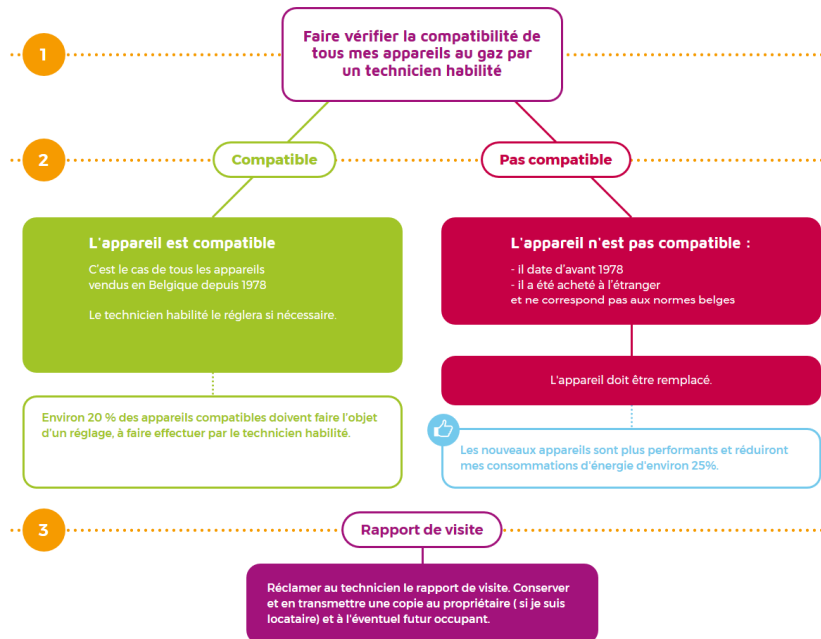 1
Faire vérifier la compatibilité de
tous mes appareils au gaz par
un technicien habilité
2
Compatible
Pas compatible
L'appareil est compatible
C'est le cas de tous les appareils
vendus en Belgique depuis 1978
Le technicien habilité le réglera si nécessaire.
Environ 20 % des appareils compatibles doivent faire l'objet
d'un réglage, à faire effectuer par le technicien habilité.
L'appareil n'est pas compatible :
- il date d'avant 1978
- il a été acheté à l'étranger
et ne correspond pas aux normes belges
L'appareil doit être remplacé.
Les nouveaux appareils sont plus performants et réduiront
mes consommations d'énergie d'environ 25%.
3
Rapport de visite
Réclamer au technicien le rapport de visite. Conserver
et en transmettre une copie au propriétaire ( si je suis
locataire) et à l'éventuel futur occupant.